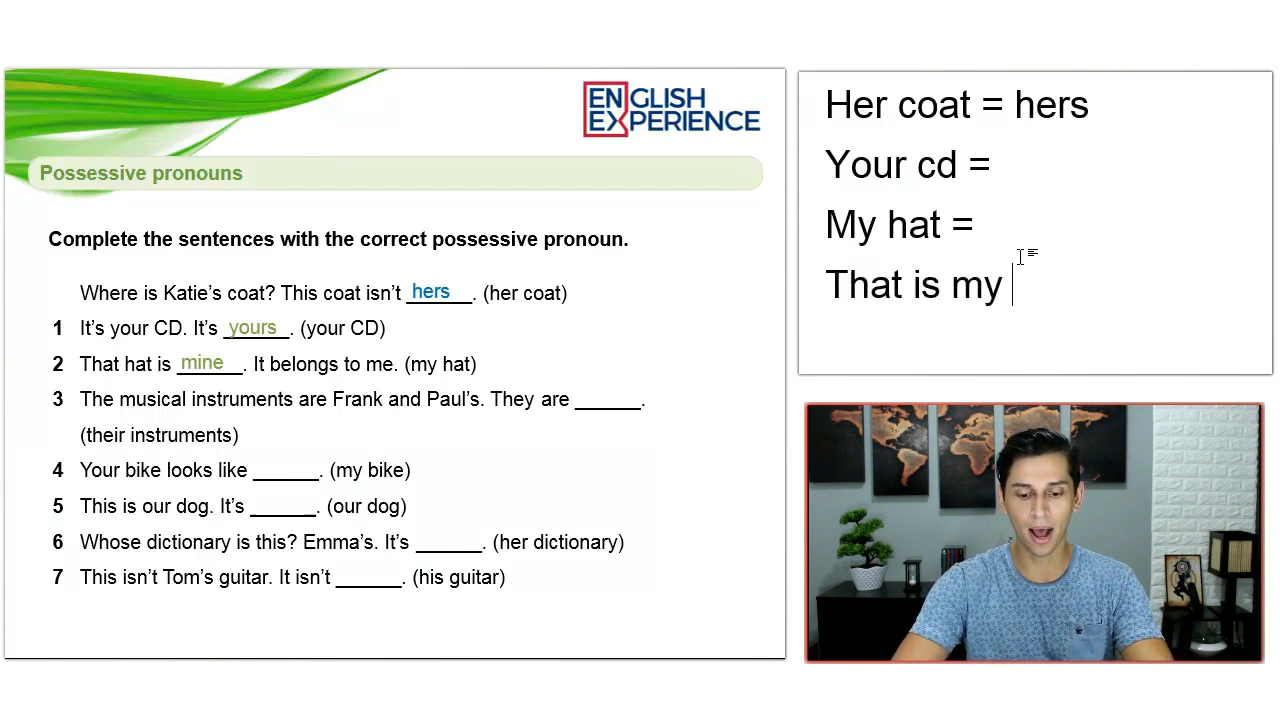 ENGLISH
EXPERIENCE
Possessive pronouns
Complete the sentences with the correct possessive pronoun.
Where is Katie’s coat? This coat isn’t hers. (her coat)
1 It’s your CD. It’s yours. (your CD)
2 That hat is mine. It belongs to me. (my hat)
3 The musical instruments are Frank and Paul’s. They are ______.
(their instruments)
4 Your bike looks like ______. (my bike)
5 This is our dog. It’s ______. (our dog)
6 Whose dictionary is this? Emma’s. It’s ______. (her dictionary)
7 This isn’t Tom’s guitar. It isn’t ______. (his guitar)
Her coat = hers
Your cd =
My hat =
That is my